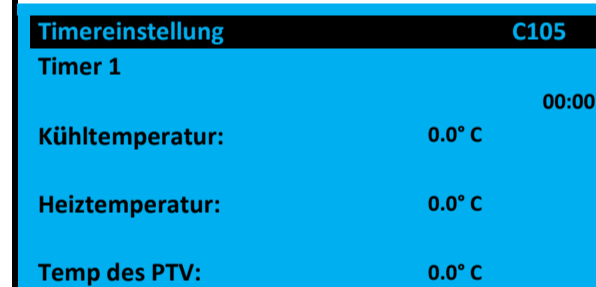 Timereinstellung C105
Timer 1
00:00
Kühltemperatur: 0.0° C
Heiztemperatur: 0.0° C
Temp des PTV: 0.0° C